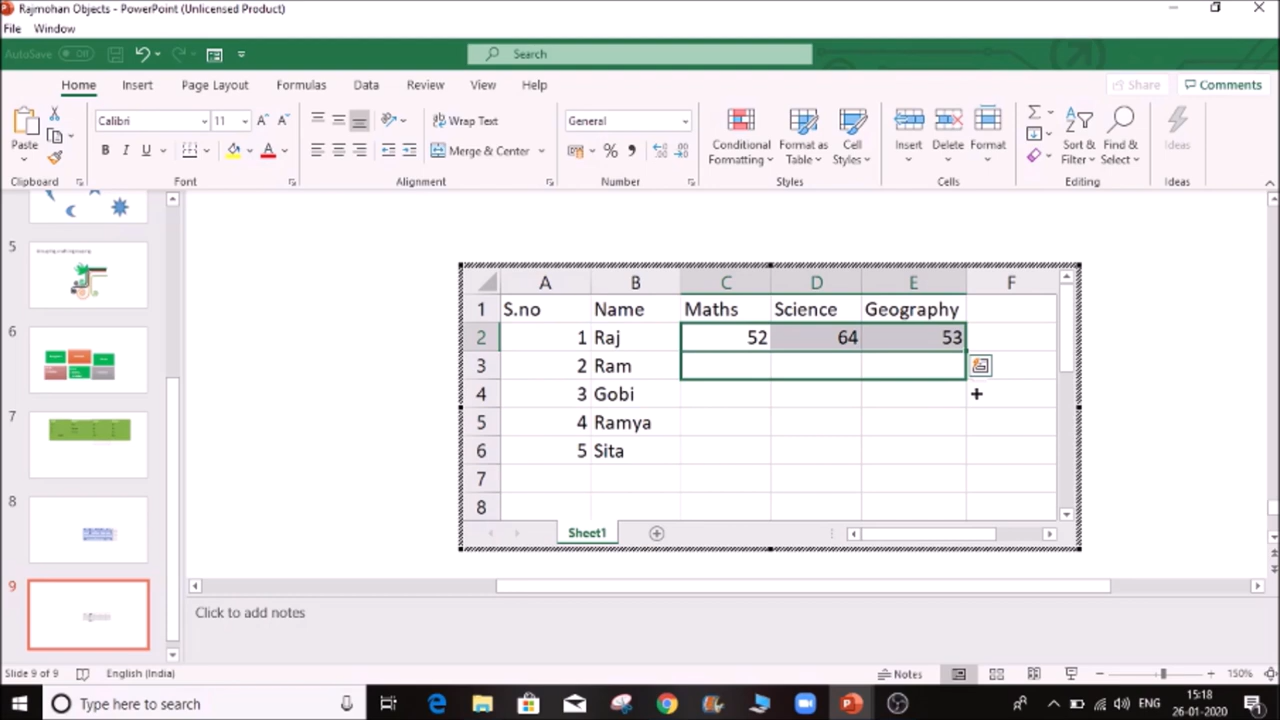 Rajmohan Objects - PowerPoint (Unlicensed Product)
File Window
AutoSave Off Search
Home Insert Page Layout Formulas Data Review View Help Share Comments
Calibri 11 Wrap Text General
Paste B I U A Merge & Center % Conditional Formatting Format as Table Cell Styles Insert Delete Format Sort & Filter Find & Select Ideas
Clipboard Font Alignment Number Styles Cells Editing Ideas
A B C D E F
1 S.no Name Maths Science Geography
2 1 Raj 52 64 53
3 2 Ram
4 3 Gobi
5 4 Ramya
6 5 Sita
7
8
Sheet1
5
6
7
8
9
Click to add notes
Slide 9 of 9 English (India) Notes 150%
Type here to search ENG 15:18
26-01-2020 1